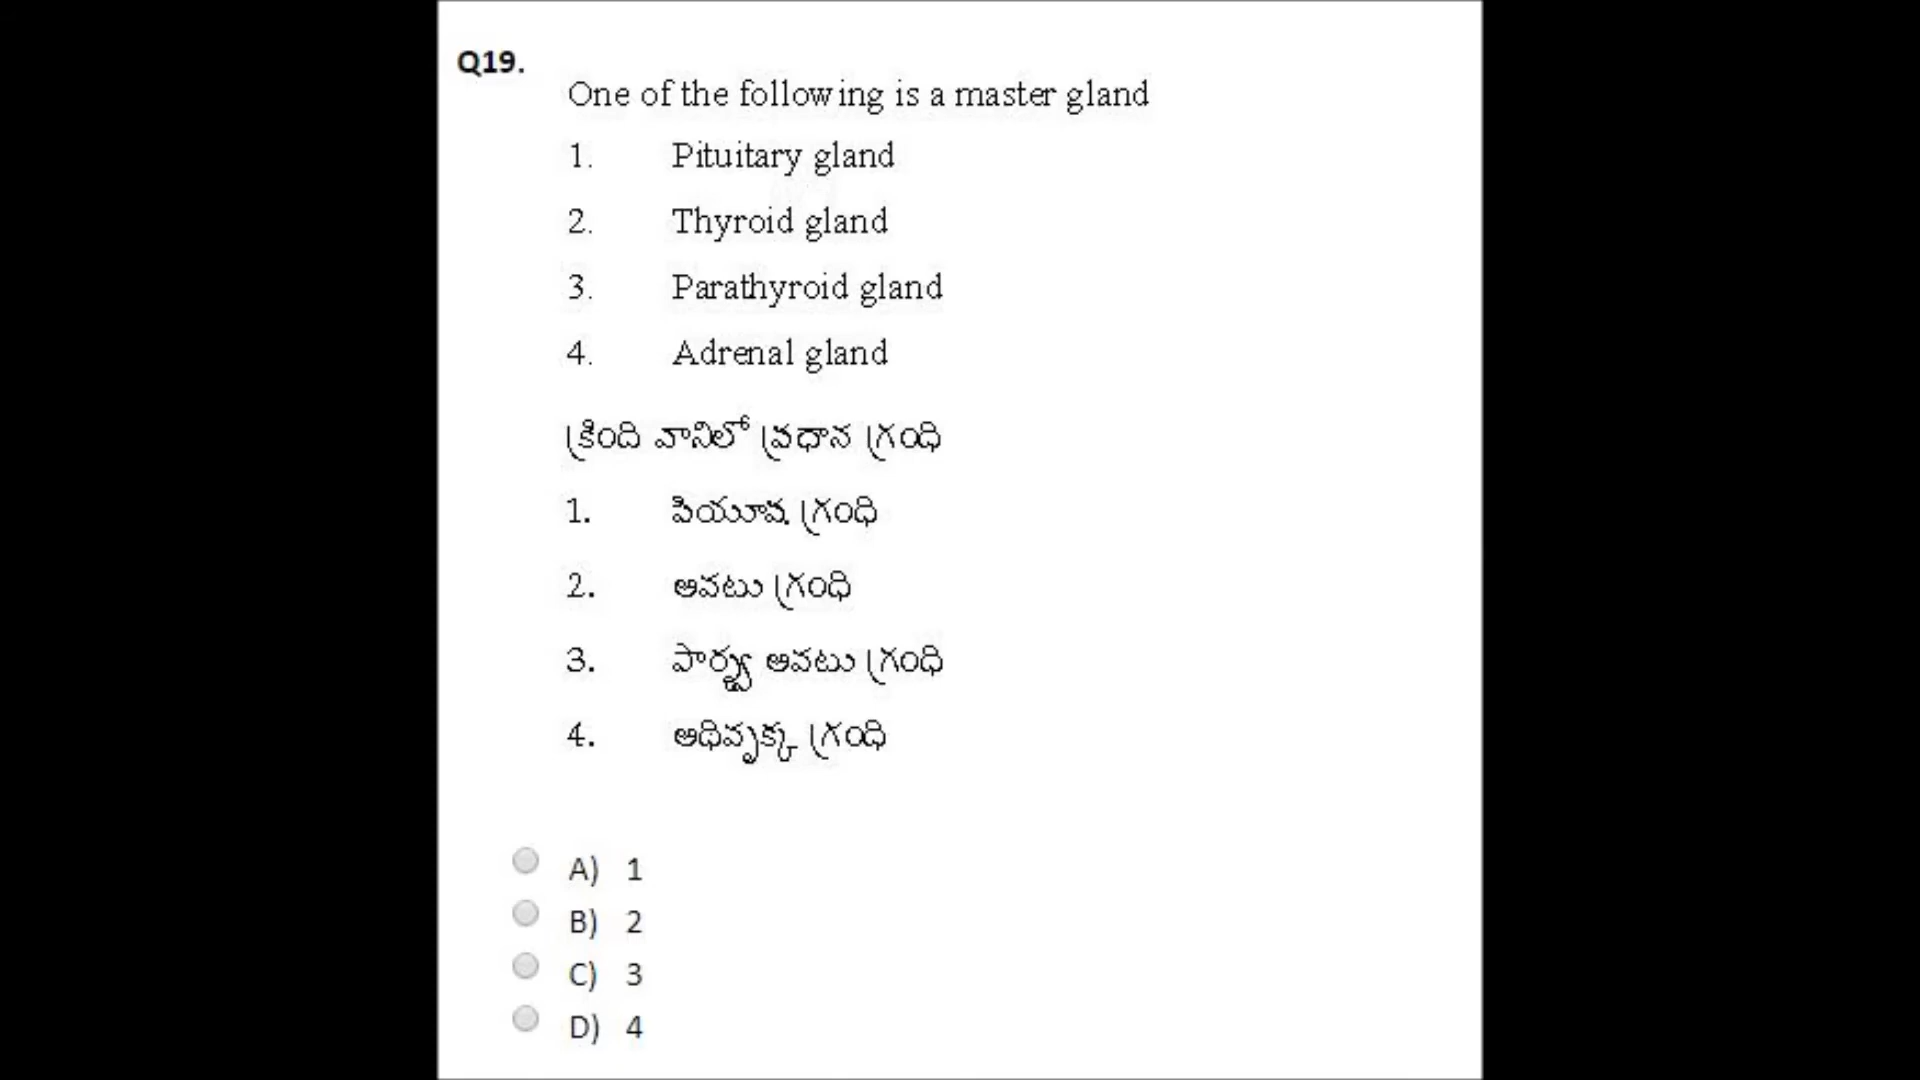 Q19.
One of the following is a master gland
1. Pituitary gland
2. Thyroid gland
3. Parathyroid gland
4. Adrenal gland
క్రింది వానిలో ప్రధాన గ్రంధి
1. పియూష గ్రంధి
2. అవటు గ్రంధి
3. పార్శ్వ అవటు గ్రంధి
4. అధివృక్క గ్రంధి
A) 1
B) 2
C) 3
D) 4